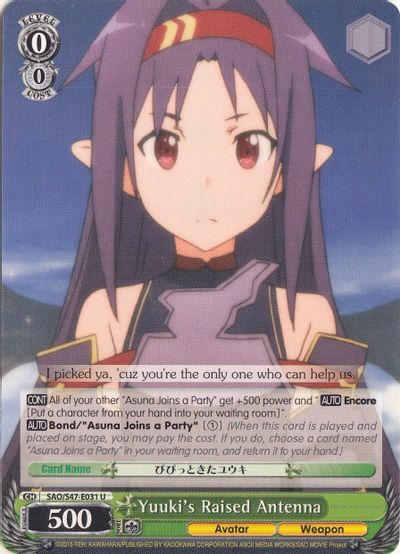 LEVEL
0
0
COST
I picked ya, 'cuz you're the only one who can help us.
CONT All of your other "Asuna Joins a Party" get +500 power and "AUTO Encore
[Put a character from your hand into your waiting room]".
AUTO Bond/"Asuna Joins a Party" [①] (When this card is played and
placed on stage, you may pay the cost. If you do, choose a card named
"Asuna Joins a Party" in your waiting room, and return it to your hand.)
Card Name びびっときたユウキ
CH SAO/S47-E031 U
POWER 500
Yuuki's Raised Antenna
Avatar Weapon
©2015 REKI KAWAHARA/PUBLISHED BY KADOKAWA CORPORATION ASCII MEDIA WORKS/SAO MOVIE Project